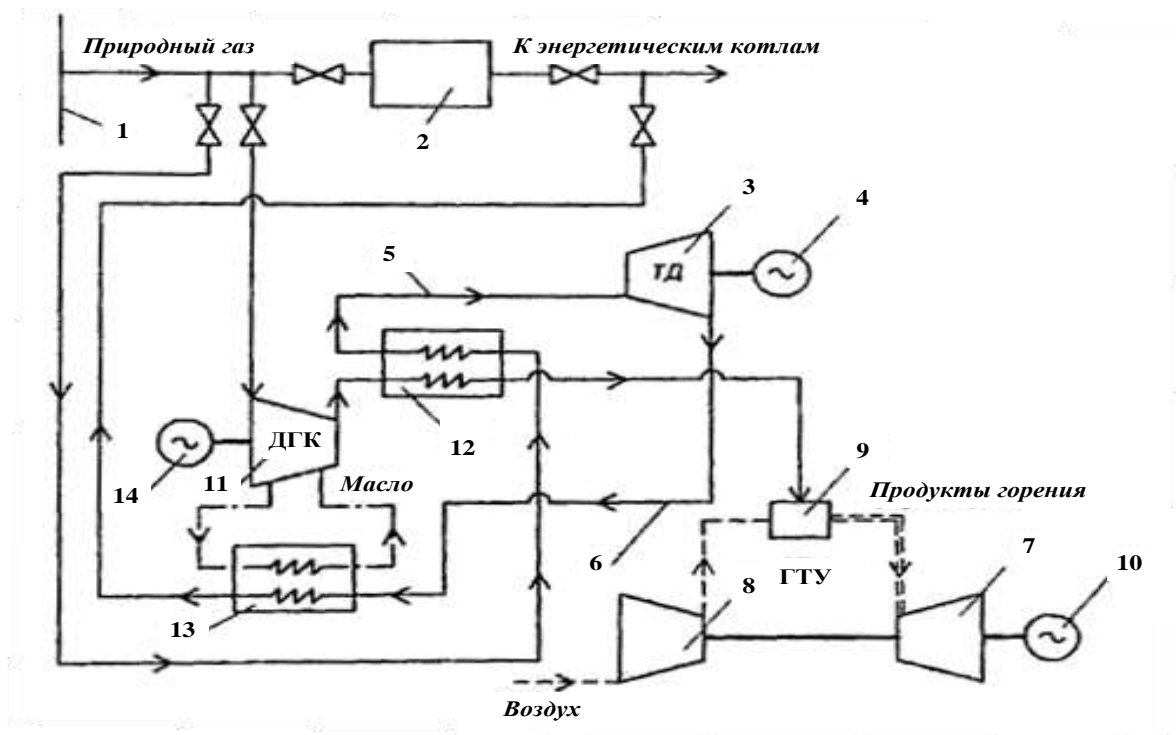 Природный газ
К энергетическим котлам
1
2
3
4
ТД
5
12
ДГК
14
11
Масло
9
Продукты горения
6
ГТУ
7
10
8
13
Воздух